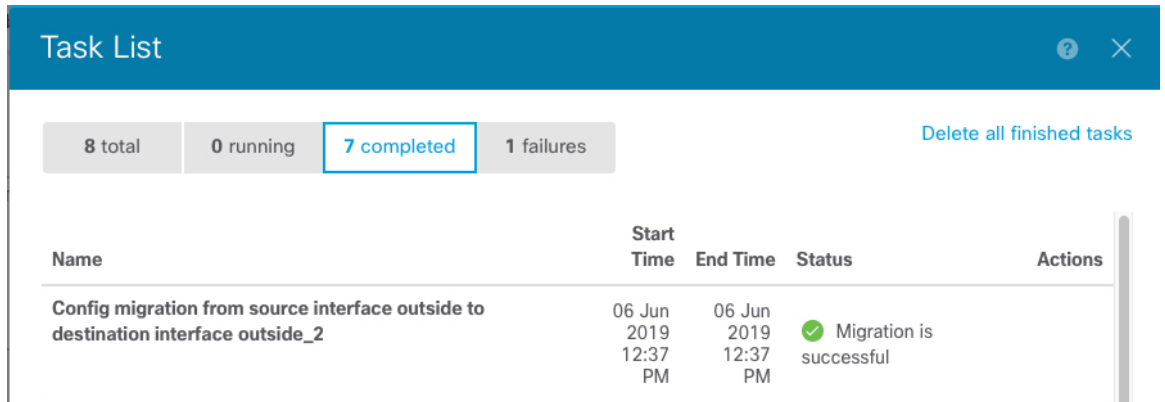 Task List
8 total 0 running 7 completed 1 failures
Delete all finished tasks
Name Start Time End Time Status Actions
Config migration from source interface outside to
destination interface outside_2
06 Jun
2019
12:37
PM
06 Jun
2019
12:37
PM
Migration is
successful